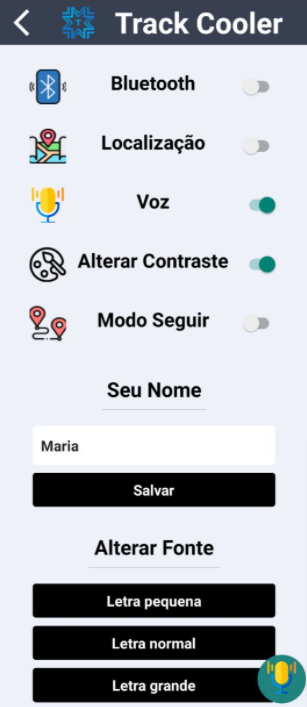 Track Cooler
Bluetooth
Localização
Voz
Alterar Contraste
Modo Seguir
Seu Nome
Maria
Salvar
Alterar Fonte
Letra pequena
Letra normal
Letra grande